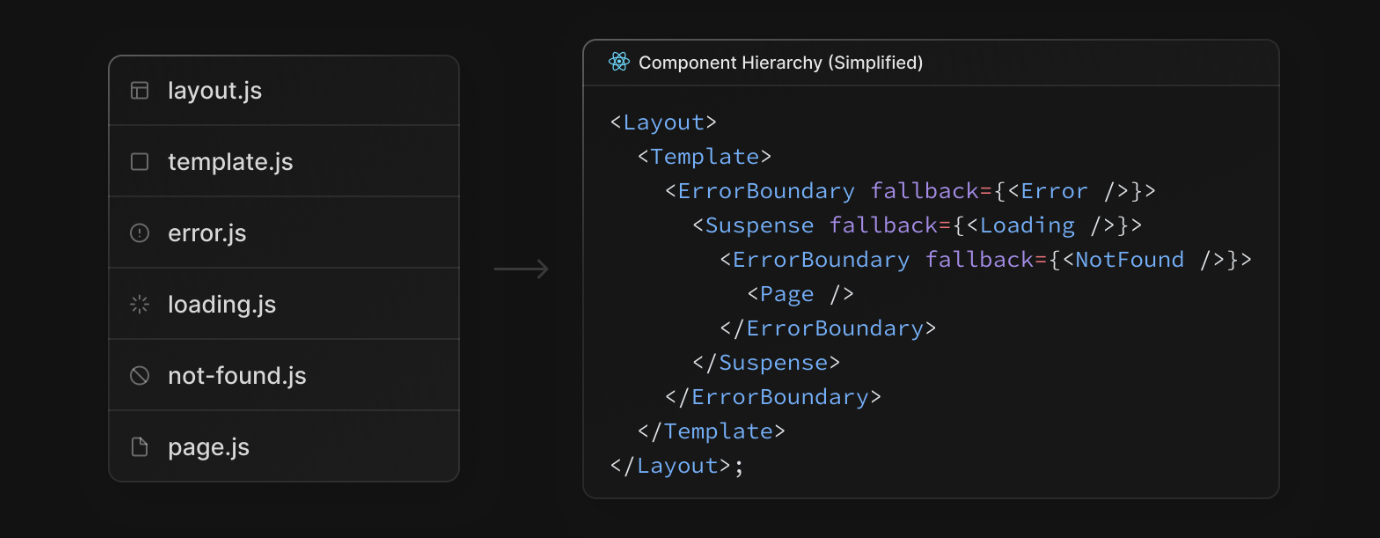 layout.js
template.js
error.js
loading.js
not-found.js
page.js
Component Hierarchy (Simplified)
<Layout>
  <Template>
    <ErrorBoundary fallback={<Error />}>
      <Suspense fallback={<Loading />}>
        <ErrorBoundary fallback={<NotFound />}>
          <Page />
        </ErrorBoundary>
      </Suspense>
    </ErrorBoundary>
  </Template>
</Layout>;